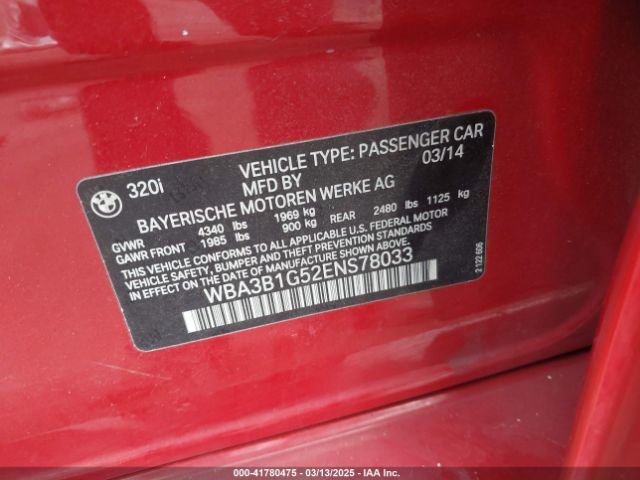 320i
VEHICLE TYPE: PASSENGER CAR
MFD BY 03/14
BAYERISCHE MOTOREN WERKE AG
GVWR 4340 lbs 1969 kg
GAWR FRONT 1985 lbs 900 kg REAR 2480 lbs 1125 kg
THIS VEHICLE CONFORMS TO ALL APPLICABLE U.S. FEDERAL MOTOR
VEHICLE SAFETY, BUMPER AND THEFT PREVENTION STANDARDS
IN EFFECT ON THE DATE OF MANUFACTURE SHOWN ABOVE.
WBA3B1G52ENS78033
000-41780475 - 03/13/2025 - IAA Inc.